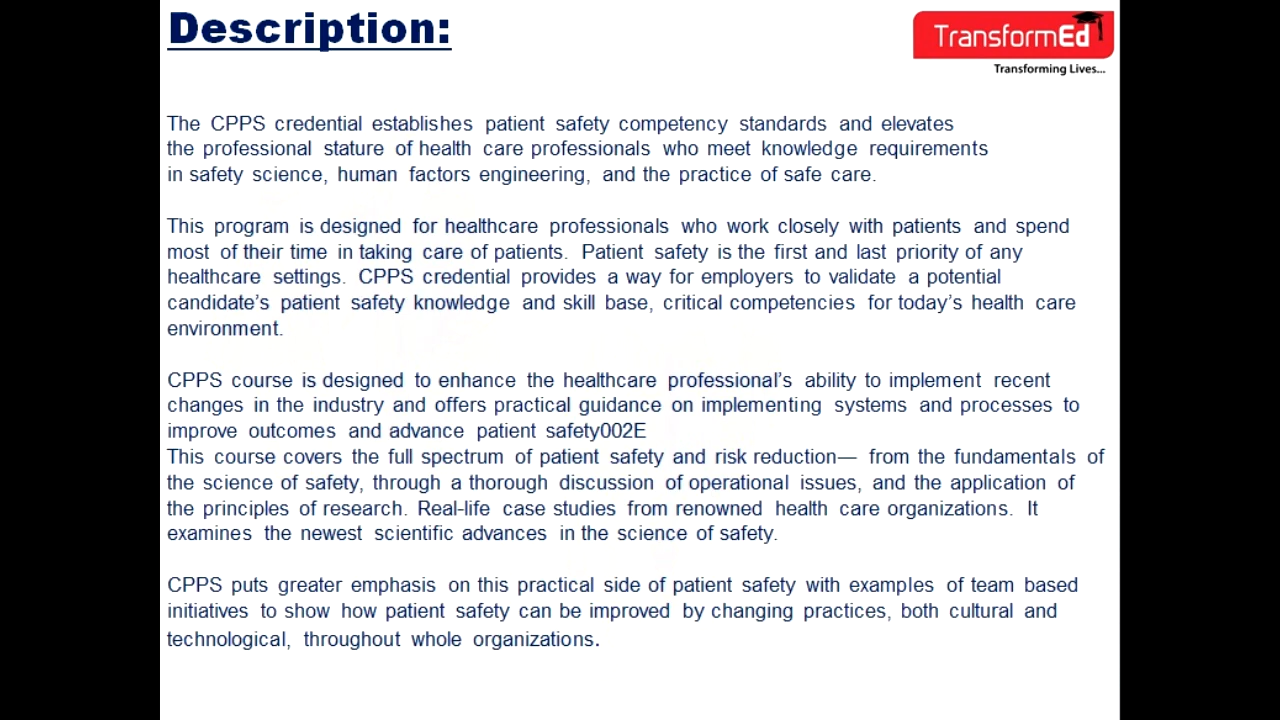 Description:
TransformEd
Transforming Lives...
The CPPS credential establishes patient safety competency standards and elevates
the professional stature of health care professionals who meet knowledge requirements
in safety science, human factors engineering, and the practice of safe care.
This program is designed for healthcare professionals who work closely with patients and spend
most of their time in taking care of patients. Patient safety is the first and last priority of any
healthcare settings. CPPS credential provides a way for employers to validate a potential
candidate’s patient safety knowledge and skill base, critical competencies for today’s health care
environment.
CPPS course is designed to enhance the healthcare professional’s ability to implement recent
changes in the industry and offers practical guidance on implementing systems and processes to
improve outcomes and advance patient safety002E
This course covers the full spectrum of patient safety and risk reduction— from the fundamentals of
the science of safety, through a thorough discussion of operational issues, and the application of
the principles of research. Real-life case studies from renowned health care organizations. It
examines the newest scientific advances in the science of safety.
CPPS puts greater emphasis on this practical side of patient safety with examples of team based
initiatives to show how patient safety can be improved by changing practices, both cultural and
technological, throughout whole organizations.